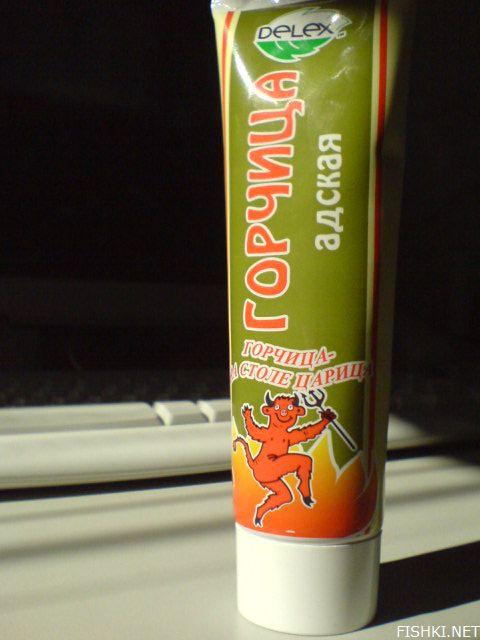 DELEX
ГОРЧИЦА
адская
ГОРЧИЦА-
НА СТОЛЕ ЦАРИЦА
FISHKI.NET